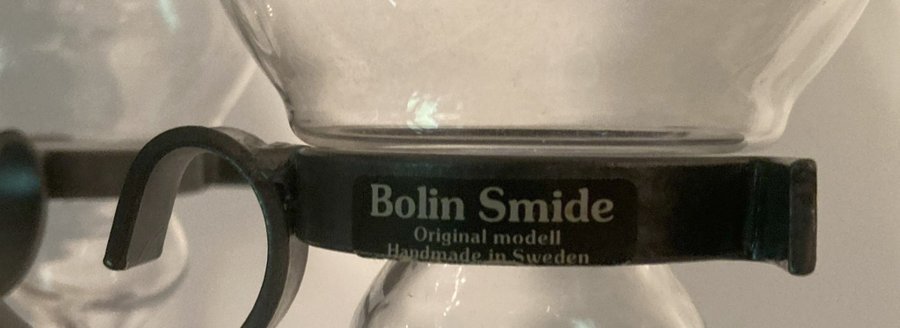 Bolin Smide
Original modell
Handmade in Sweden